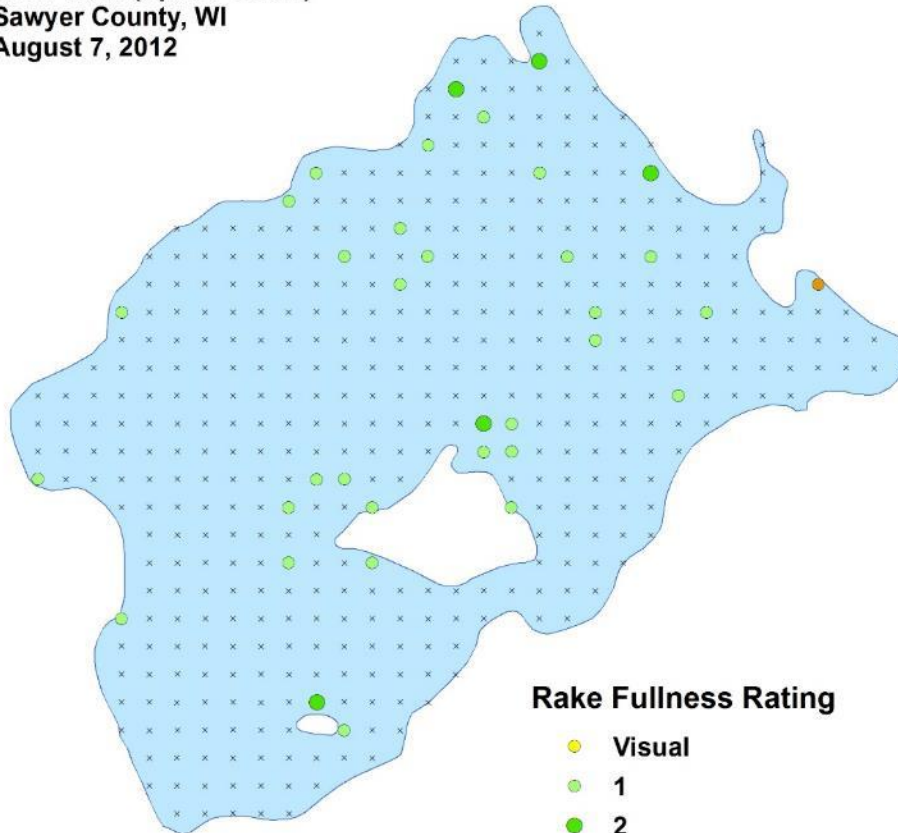 Sawyer County, WI
August 7, 2012
Rake Fullness Rating
Visual
1
2